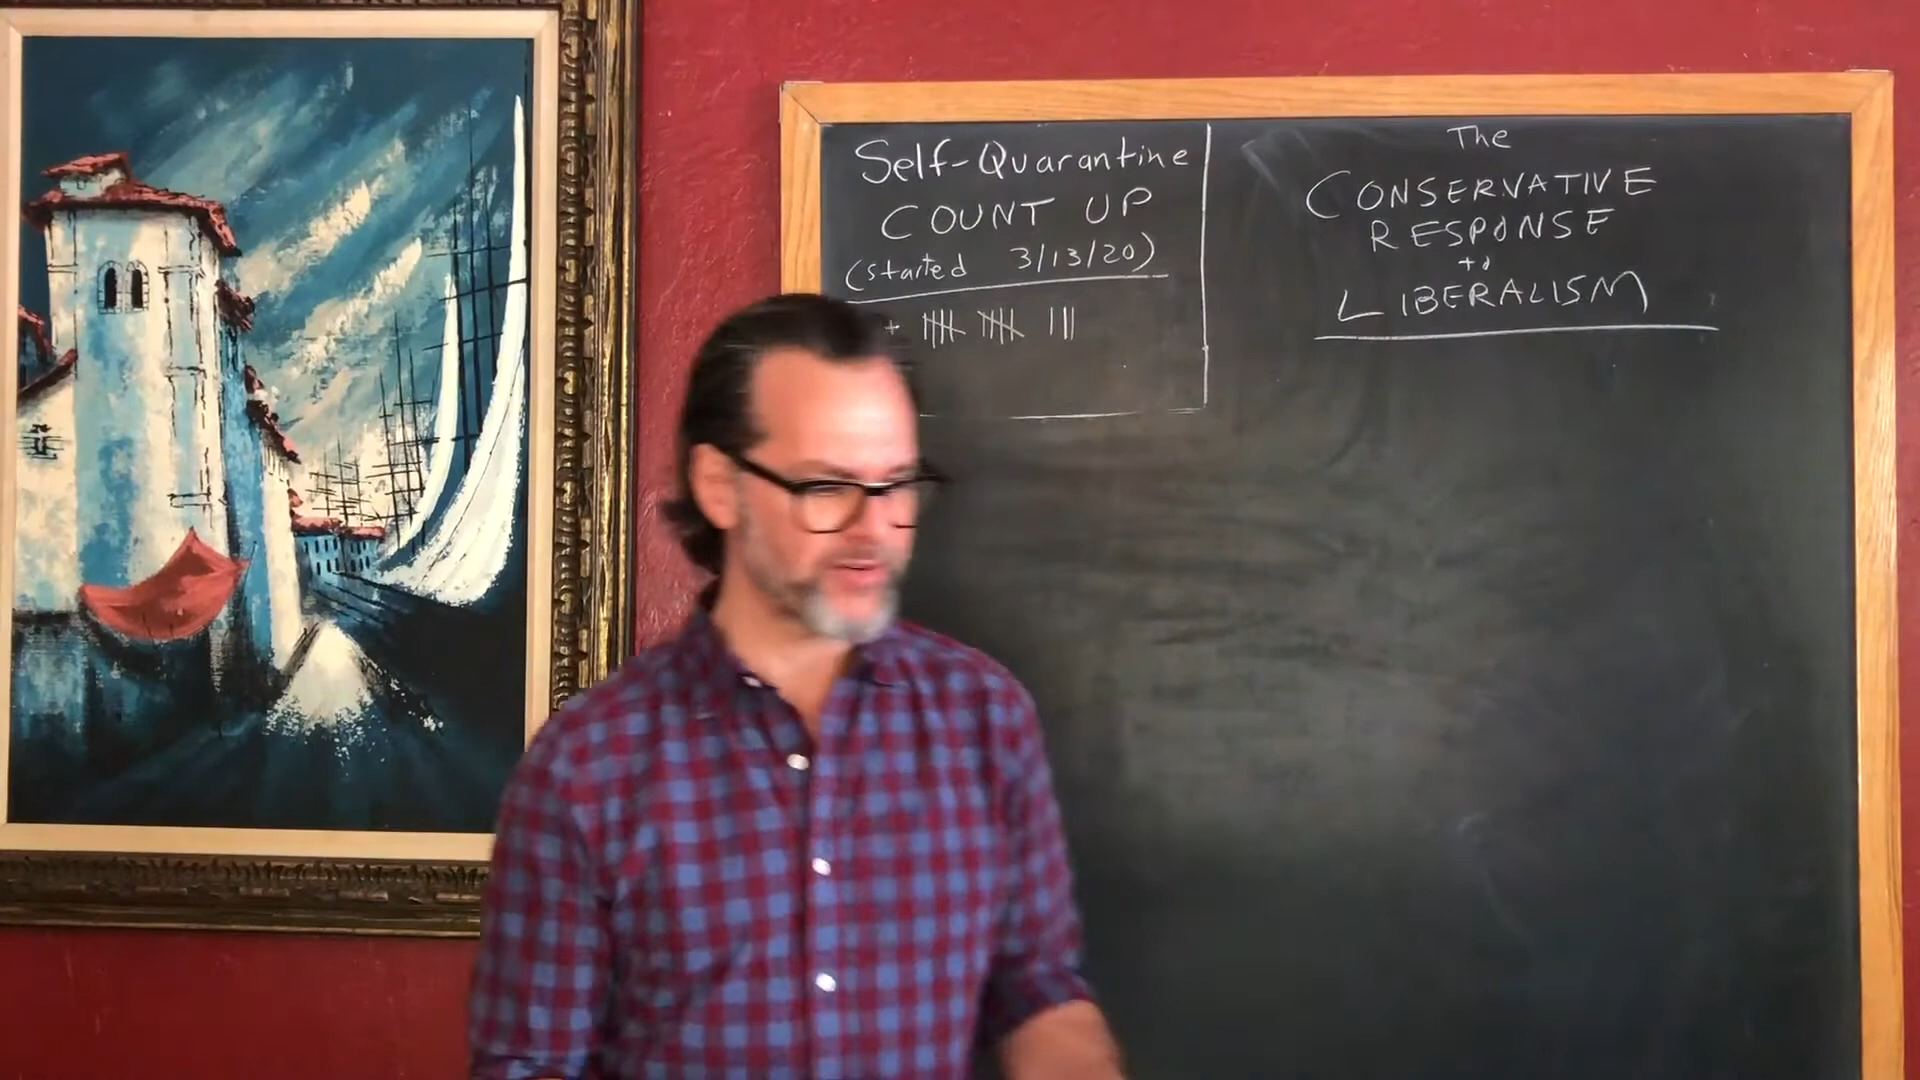 Self-Quarantine
COUNT UP
(started 3/13/20)
+ |||| |||| |||
The
CONSERVATIVE
RESPONSE
to
LIBERALISM